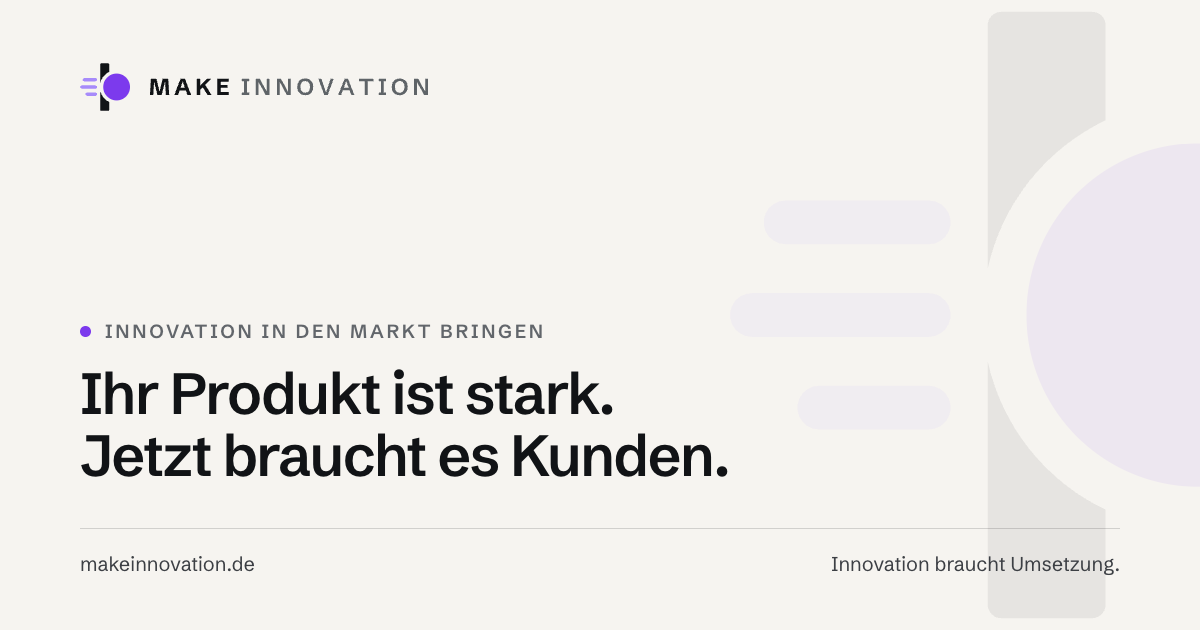 MAKE INNOVATION
INNOVATION IN DEN MARKT BRINGEN
Ihr Produkt ist stark.
Jetzt braucht es Kunden.
makeinnovation.de
Innovation braucht Umsetzung.